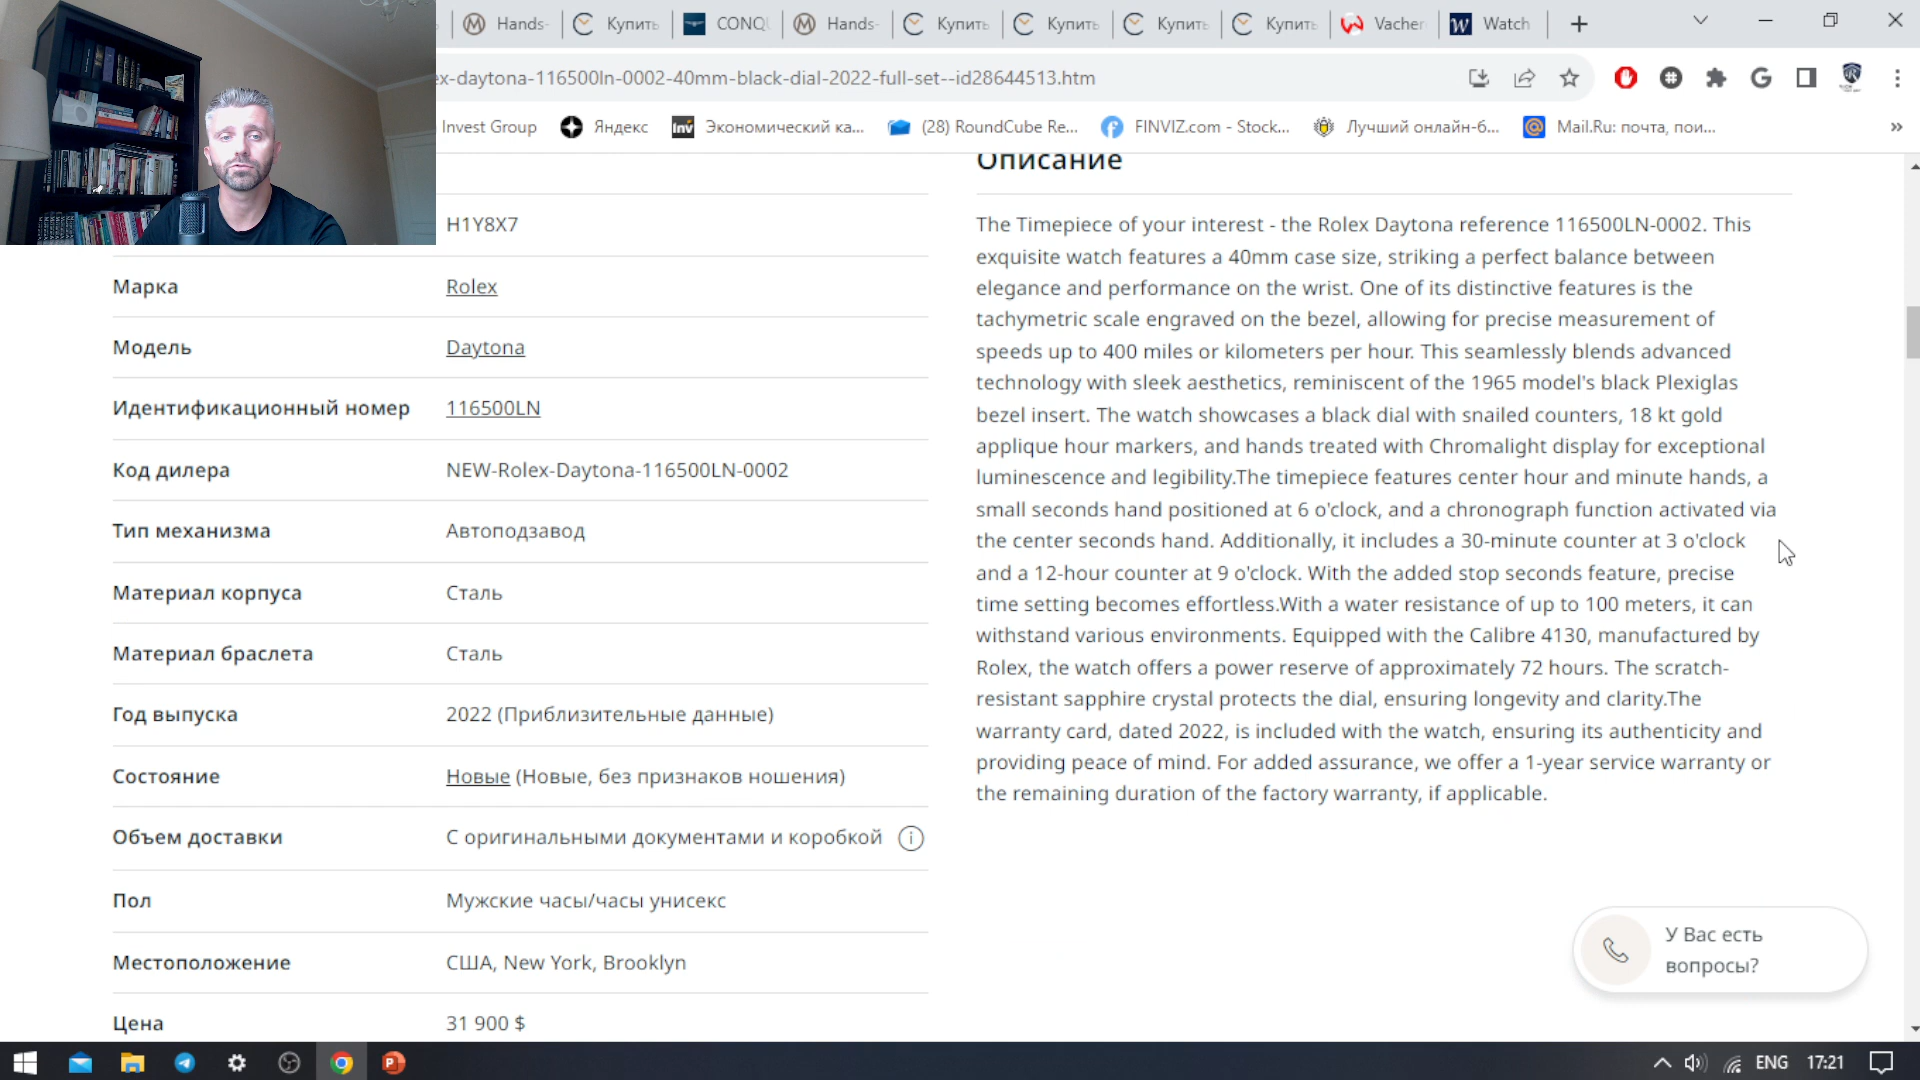 Hands-
Купить
CONQU
Hands-
Купить
Купить
Купить
Купить
Vacher
Watch
x-daytona-116500ln-0002-40mm-black-dial-2022-full-set--id28644513.htm
Invest Group
Яндекс
Inv
Экономический ка...
(28) RoundCube Re...
FINVIZ.com - Stock...
Лучший онлайн-б...
Mail.Ru: почта, пои...
»
H1Y8X7
Марка Rolex
Модель Daytona
Идентификационный номер 116500LN
Код дилера NEW-Rolex-Daytona-116500LN-0002
Тип механизма Автоподзавод
Материал корпуса Сталь
Материал браслета Сталь
Год выпуска 2022 (Приблизительные данные)
Состояние Новые (Новые, без признаков ношения)
Объем доставки С оригинальными документами и коробкой
Пол Мужские часы/часы унисекс
Местоположение США, New York, Brooklyn
Цена 31 900 $
Описание
The Timepiece of your interest - the Rolex Daytona reference 116500LN-0002. This
exquisite watch features a 40mm case size, striking a perfect balance between
elegance and performance on the wrist. One of its distinctive features is the
tachymetric scale engraved on the bezel, allowing for precise measurement of
speeds up to 400 miles or kilometers per hour. This seamlessly blends advanced
technology with sleek aesthetics, reminiscent of the 1965 model's black Plexiglas
bezel insert. The watch showcases a black dial with snailed counters, 18 kt gold
applique hour markers, and hands treated with Chromalight display for exceptional
luminescence and legibility.The timepiece features center hour and minute hands, a
small seconds hand positioned at 6 o'clock, and a chronograph function activated via
the center seconds hand. Additionally, it includes a 30-minute counter at 3 o'clock
and a 12-hour counter at 9 o'clock. With the added stop seconds feature, precise
time setting becomes effortless.With a water resistance of up to 100 meters, it can
withstand various environments. Equipped with the Calibre 4130, manufactured by
Rolex, the watch offers a power reserve of approximately 72 hours. The scratch-
resistant sapphire crystal protects the dial, ensuring longevity and clarity.The
warranty card, dated 2022, is included with the watch, ensuring its authenticity and
providing peace of mind. For added assurance, we offer a 1-year service warranty or
the remaining duration of the factory warranty, if applicable.
У Вас есть
вопросы?
ENG 17:21